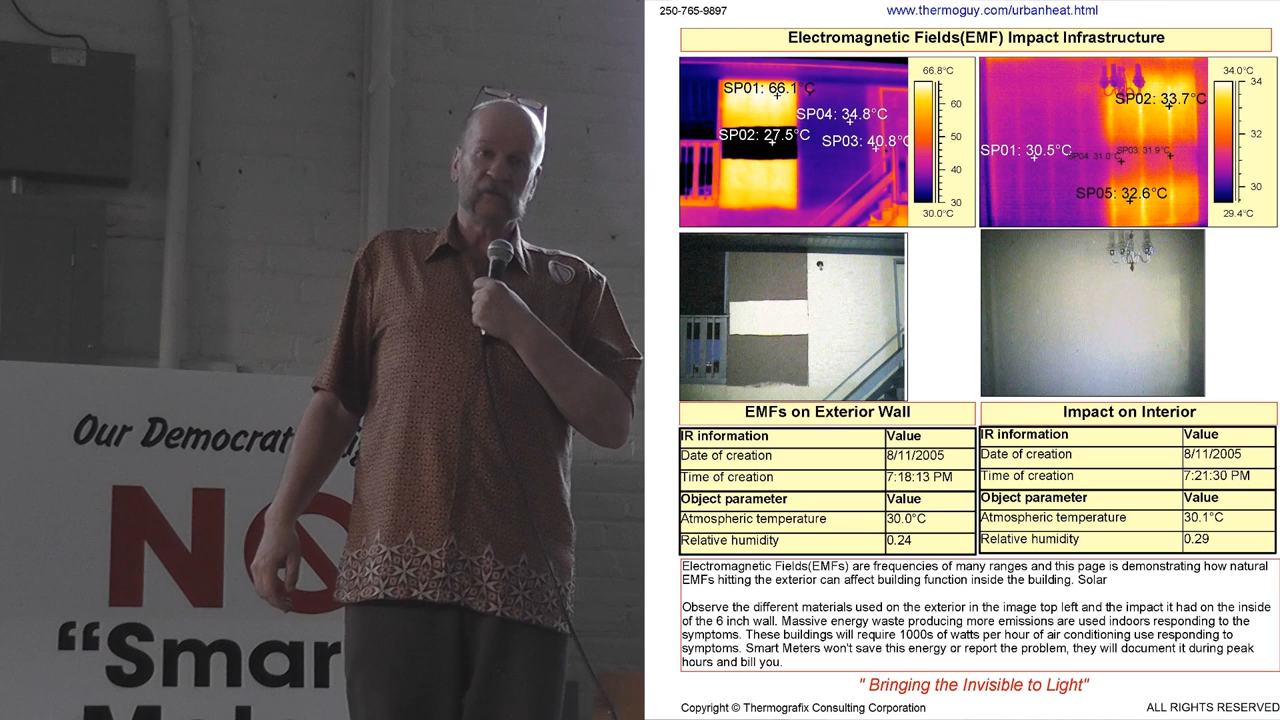 Our Democrat
NO
“Smar
250-765-9897
www.thermoguy.com/urbanheat.html
Electromagnetic Fields(EMF) Impact Infrastructure
SP01: 66.1°C
SP04: 34.8°C
SP02: 27.5°C
SP03: 40.8°C
66.8°C
60
50
40
30
30.0°C
SP02: 33.7°C
SP01: 30.5°C
SP04: 31.0°C
SP03: 31.9°C
SP05: 32.6°C
34.0°C
34
32
30
29.4°C
EMFs on Exterior Wall
IR information Value
Date of creation 8/11/2005
Time of creation 7:18:13 PM
Object parameter Value
Atmospheric temperature 30.0°C
Relative humidity 0.24
Impact on Interior
IR information Value
Date of creation 8/11/2005
Time of creation 7:21:30 PM
Object parameter Value
Atmospheric temperature 30.1°C
Relative humidity 0.29
Electromagnetic Fields(EMFs) are frequencies of many ranges and this page is demonstrating how natural
EMFs hitting the exterior can affect building function inside the building. Solar
Observe the different materials used on the exterior in the image top left and the impact it had on the inside
of the 6 inch wall. Massive energy waste producing more emissions are used indoors responding to the
symptoms. These buildings will require 1000s of watts per hour of air conditioning use responding to
symptoms. Smart Meters won't save this energy or report the problem, they will document it during peak
hours and bill you.
" Bringing the Invisible to Light"
Copyright © Thermografix Consulting Corporation
ALL RIGHTS RESERVED